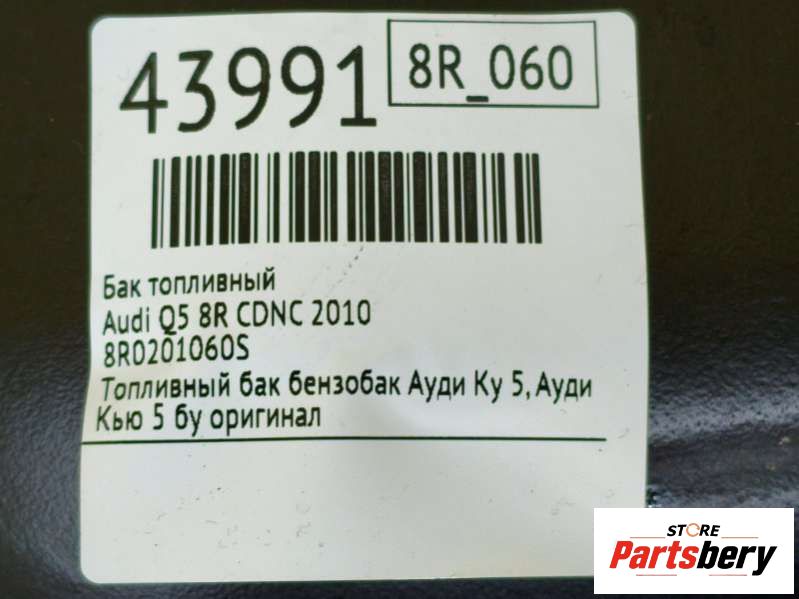 43991
8R_060
Бак топливный
Audi Q5 8R CDNC 2010
8R0201060S
Топливный бак бензобак Ауди Ку 5, Ауди
Кью 5 бу оригинал
STORE
Partsbery